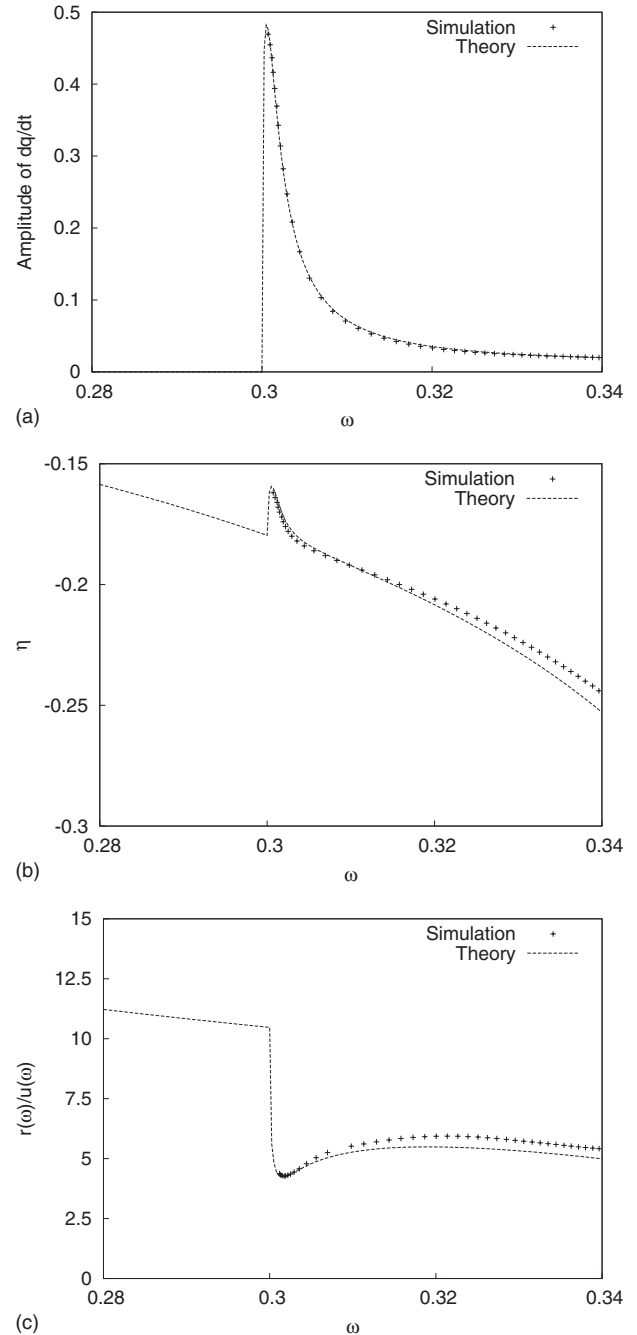 0.5
Simulation
Theory
0.4
0.3
0.2
0.1
0
Amplitude of dq/dt
0.28 0.3 0.32 0.34
(a)
ω
-0.15
Simulation
Theory
-0.2
η
-0.25
-0.3
0.28 0.3 0.32 0.34
(b)
ω
15
Simulation
Theory
12.5
10
r(ω)/u(ω)
7.5
5
2.5
0
0.28 0.3 0.32 0.34
(c)
ω